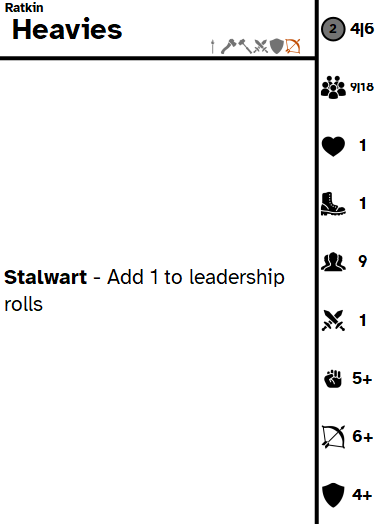 Ratkin
Heavies
2 4|6
9|18
1
1
Stalwart - Add 1 to leadership
rolls
9
1
5+
6+
4+